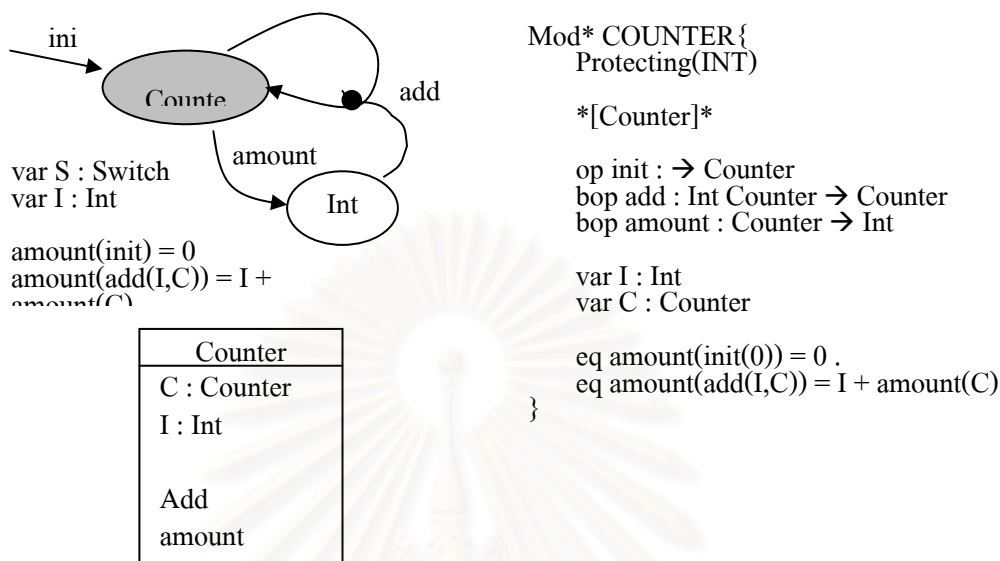 ini
Counte
add
amount
Int
var S : Switch
var I : Int
amount(init) = 0
amount(add(I,C)) = I +
amount(C)
Counter
C : Counter
I : Int
Add
amount
Mod* COUNTER{
Protecting(INT)
*[Counter]*
op init : → Counter
bop add : Int Counter → Counter
bop amount : Counter → Int
var I : Int
var C : Counter
eq amount(init(0)) = 0 .
eq amount(add(I,C)) = I + amount(C)
}